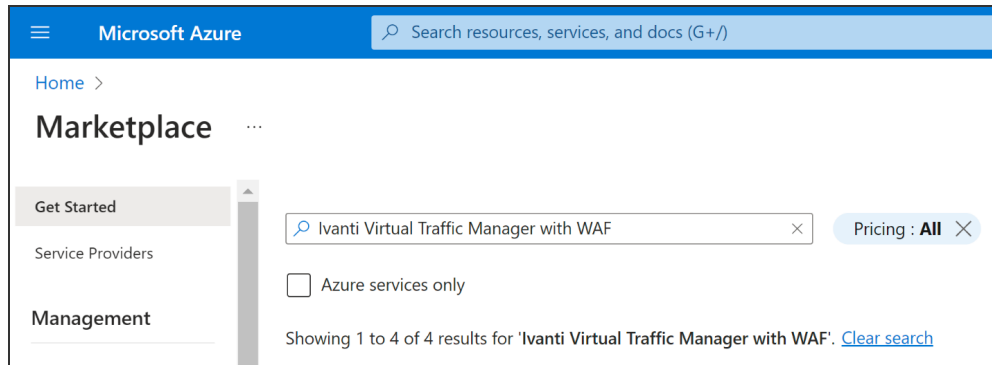 Microsoft Azure
Search resources, services, and docs (G+/)
Home >
Marketplace ...
Get Started
Service Providers
Management
Ivanti Virtual Traffic Manager with WAF
Pricing : All
Azure services only
Showing 1 to 4 of 4 results for 'Ivanti Virtual Traffic Manager with WAF'. Clear search